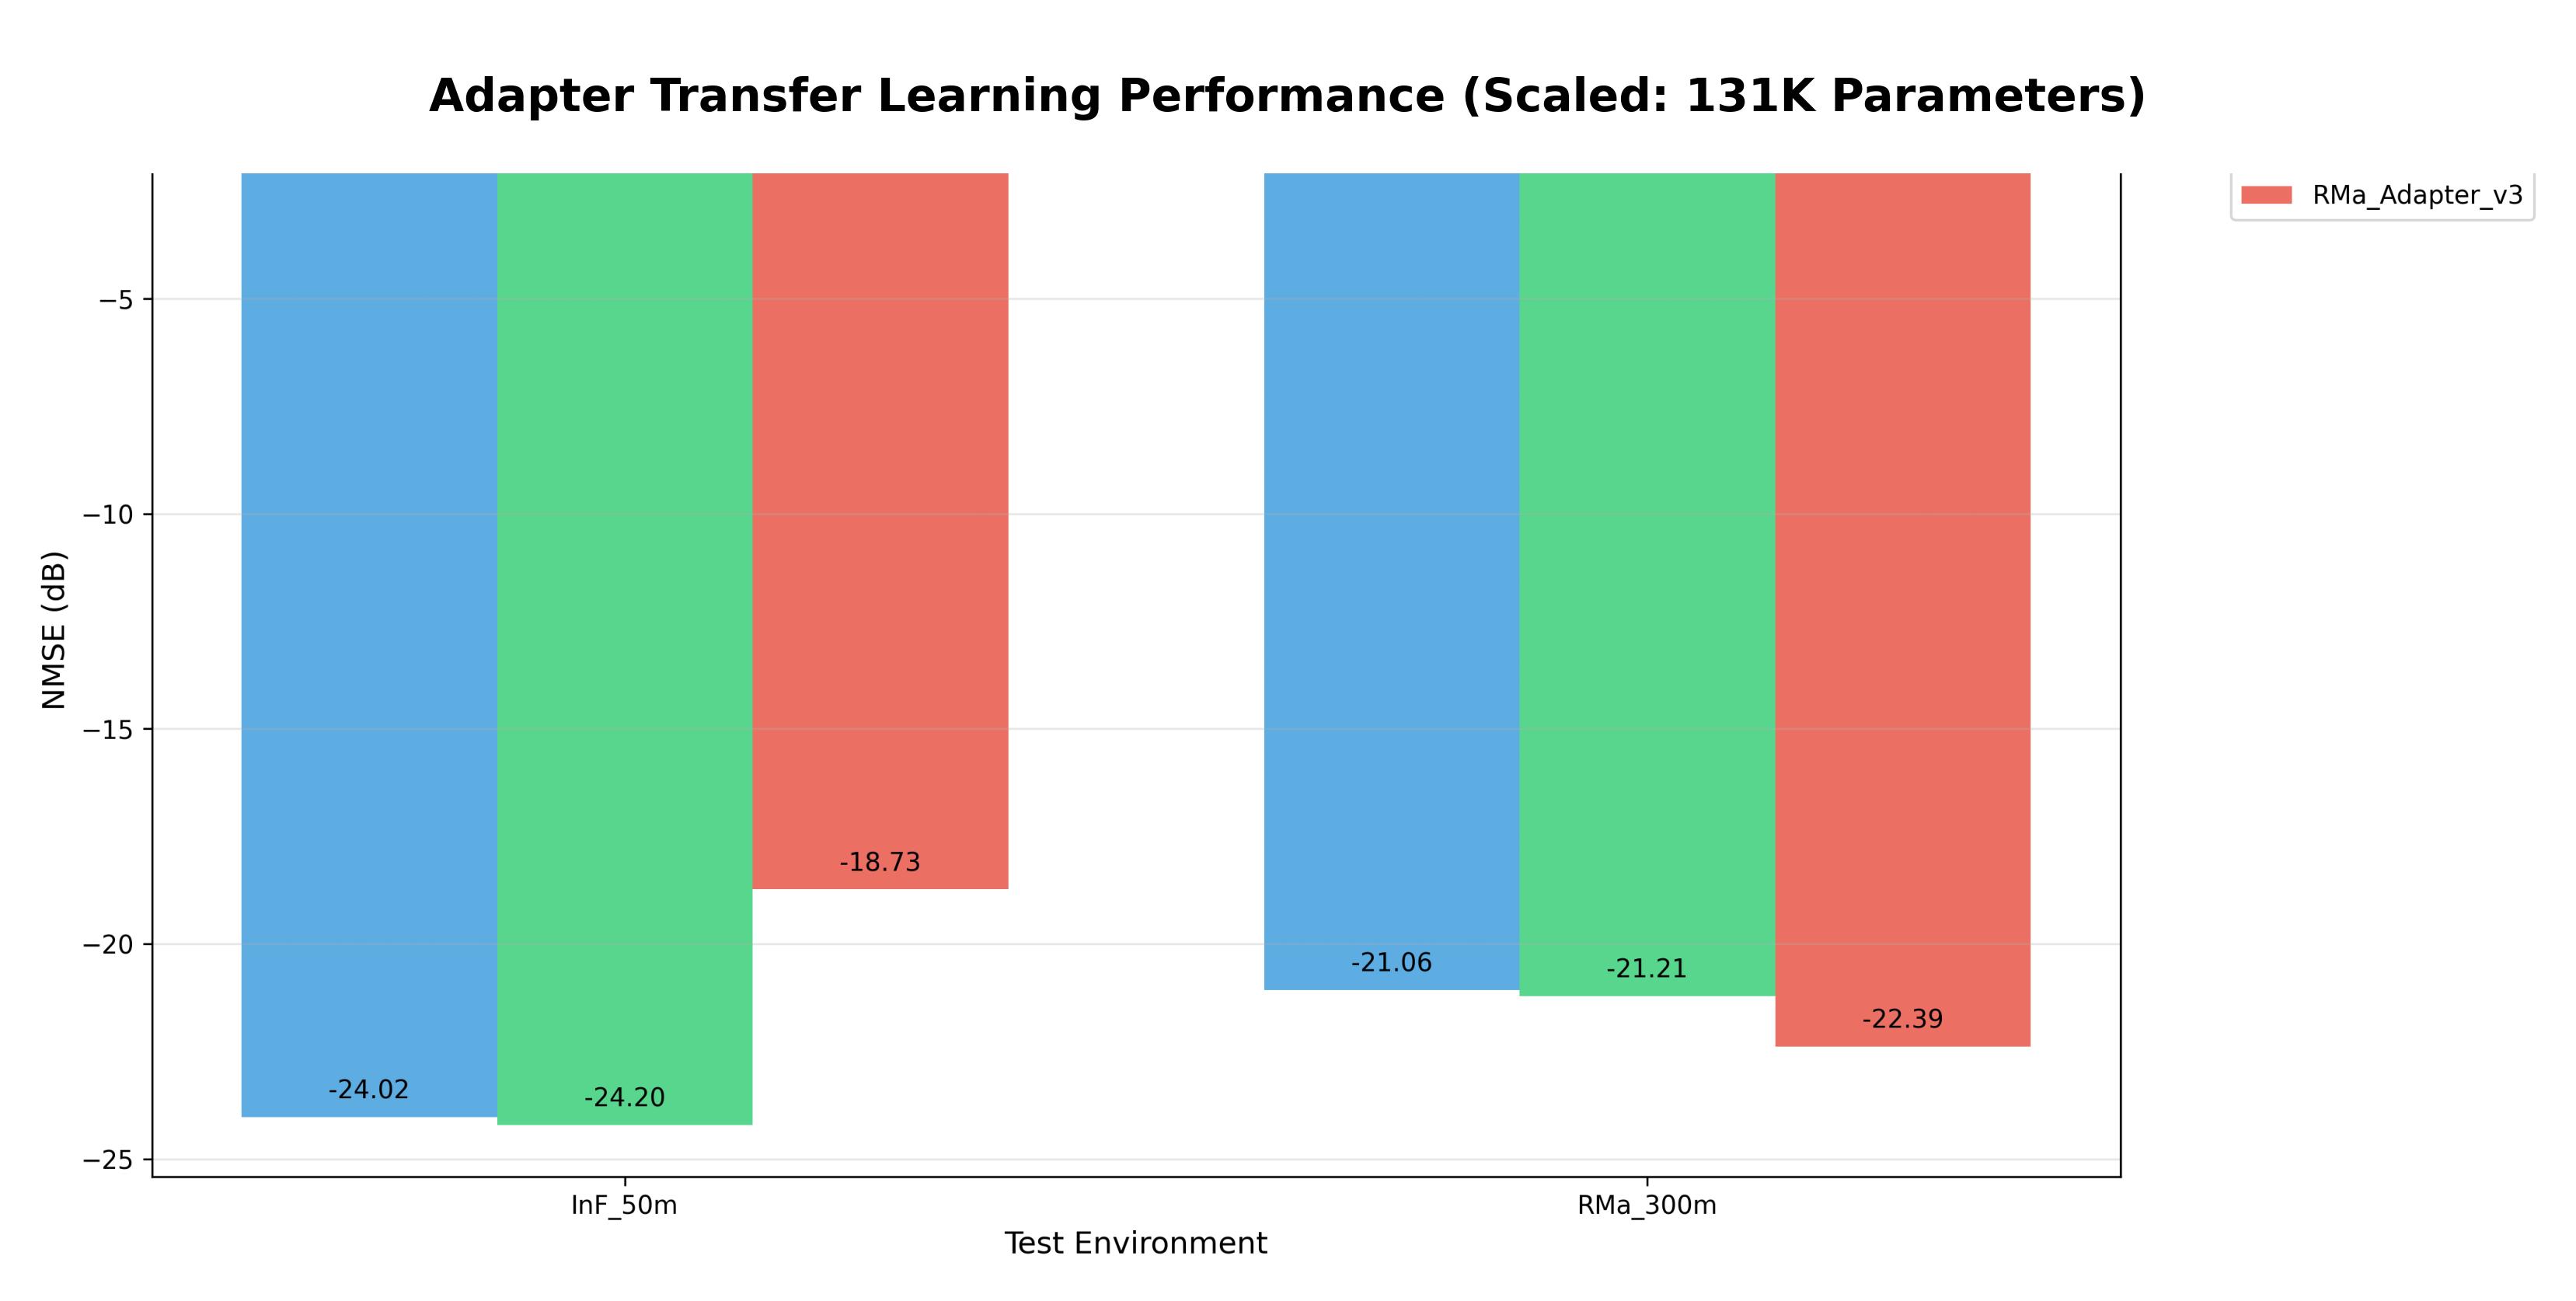 Adapter Transfer Learning Performance (Scaled: 131K Parameters)
RMa_Adapter_v3
NMSE (dB)
−5
−10
−15
−20
−25
-24.02
-24.20
-18.73
-21.06
-21.21
-22.39
InF_50m
RMa_300m
Test Environment